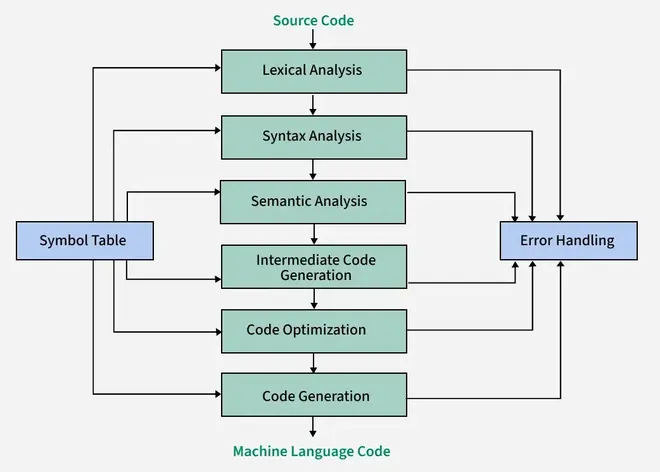 Source Code
Lexical Analysis
Syntax Analysis
Semantic Analysis
Symbol Table
Error Handling
Intermediate Code
Generation
Code Optimization
Code Generation
Machine Language Code